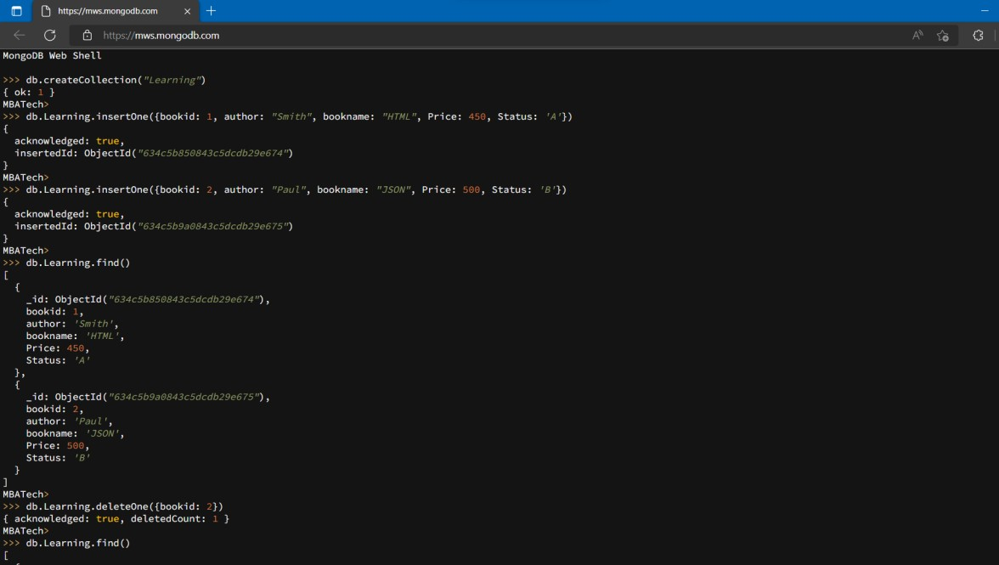 https://mws.mongodb.com
https://mws.mongodb.com
MongoDB Web Shell
>>> db.createCollection("Learning")
{ ok: 1 }
MBATech>
>>> db.Learning.insertOne({bookid: 1, author: "Smith", bookname: "HTML", Price: 450, Status: 'A'})
{
  acknowledged: true,
  insertedId: ObjectId("634c5b850843c5dcdb29e674")
}
MBATech>
>>> db.Learning.insertOne({bookid: 2, author: "Paul", bookname: "JSON", Price: 500, Status: 'B'})
{
  acknowledged: true,
  insertedId: ObjectId("634c5b9a0843c5dcdb29e675")
}
MBATech>
>>> db.Learning.find()
[
  {
    _id: ObjectId("634c5b850843c5dcdb29e674"),
    bookid: 1,
    author: 'Smith',
    bookname: 'HTML',
    Price: 450,
    Status: 'A'
  },
  {
    _id: ObjectId("634c5b9a0843c5dcdb29e675"),
    bookid: 2,
    author: 'Paul',
    bookname: 'JSON',
    Price: 500,
    Status: 'B'
  }
]
MBATech>
>>> db.Learning.deleteOne({bookid: 2})
{ acknowledged: true, deletedCount: 1 }
MBATech>
>>> db.Learning.find()
[